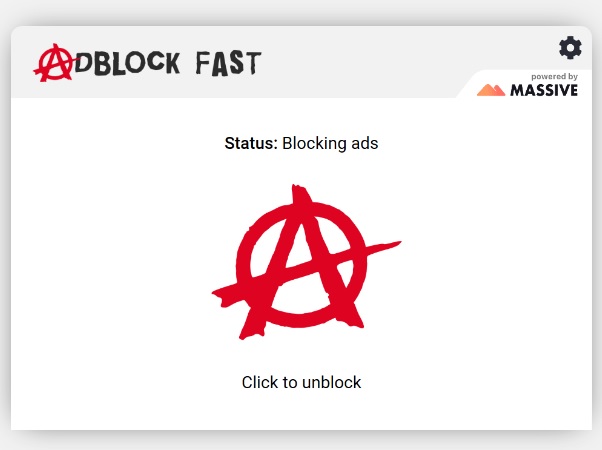 ADBLOCK FAST
powered by
MASSIVE
Status: Blocking ads
Click to unblock